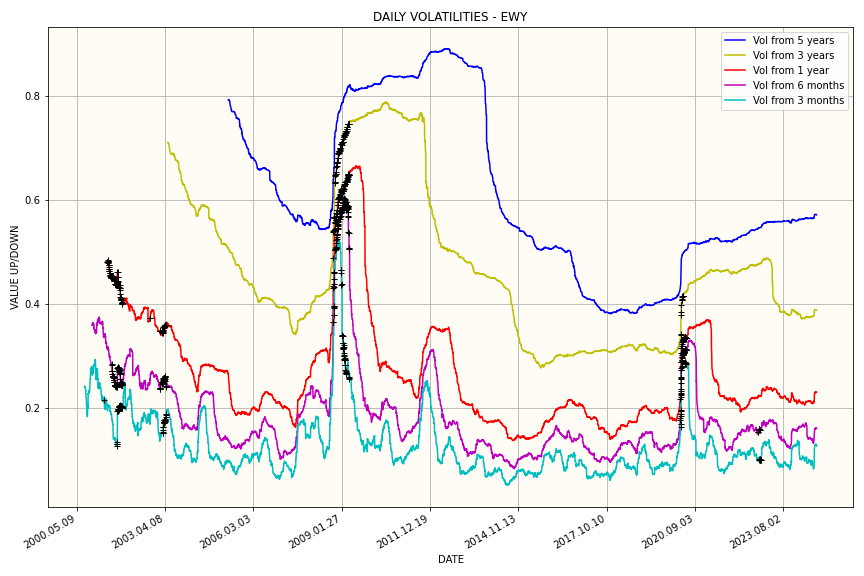 DAILY VOLATILITIES - EWY
Vol from 5 years
Vol from 3 years
Vol from 1 year
Vol from 6 months
Vol from 3 months
VALUE UP/DOWN
0.8
0.6
0.4
0.2
2000.05.09
2003.04.08
2006.03.03
2009.01.27
2011.12.19
2014.11.13
2017.10.10
2020.09.03
2023.08.02
DATE